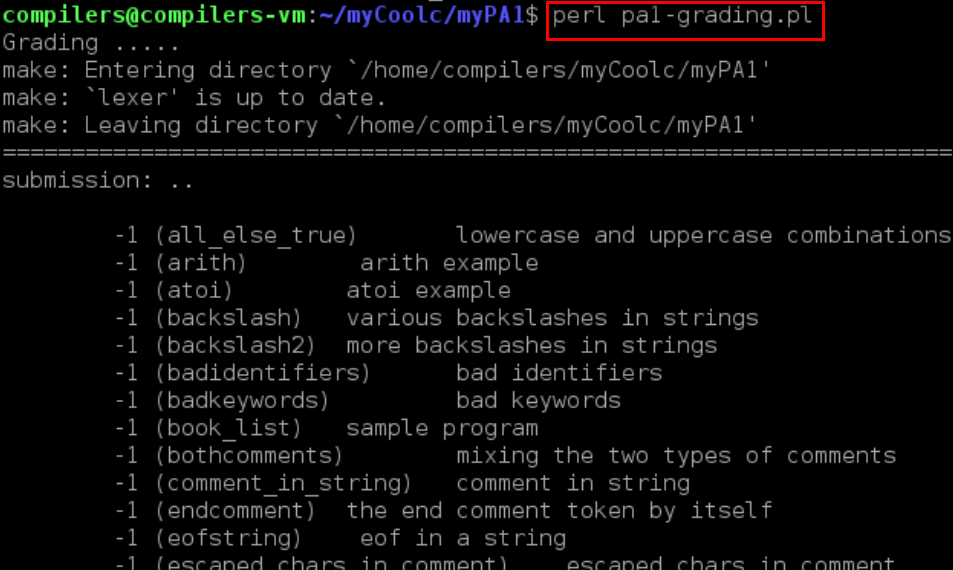 compilers@compilers-vm:~/myCoolc/myPA1$ perl pa1-grading.pl
Grading .....
make: Entering directory `/home/compilers/myCoolc/myPA1'
make: `lexer' is up to date.
make: Leaving directory `/home/compilers/myCoolc/myPA1'
=====================================================================
submission: ..
-1 (all_else_true) lowercase and uppercase combinations
-1 (arith) arith example
-1 (atoi) atoi example
-1 (backslash) various backslashes in strings
-1 (backslash2) more backslashes in strings
-1 (badidentifiers) bad identifiers
-1 (badkeywords) bad keywords
-1 (book_list) sample program
-1 (bothcomments) mixing the two types of comments
-1 (comment_in_string) comment in string
-1 (endcomment) the end comment token by itself
-1 (eofstring) eof in a string
-1 (escaped_chars_in_comment) escaped chars in comment